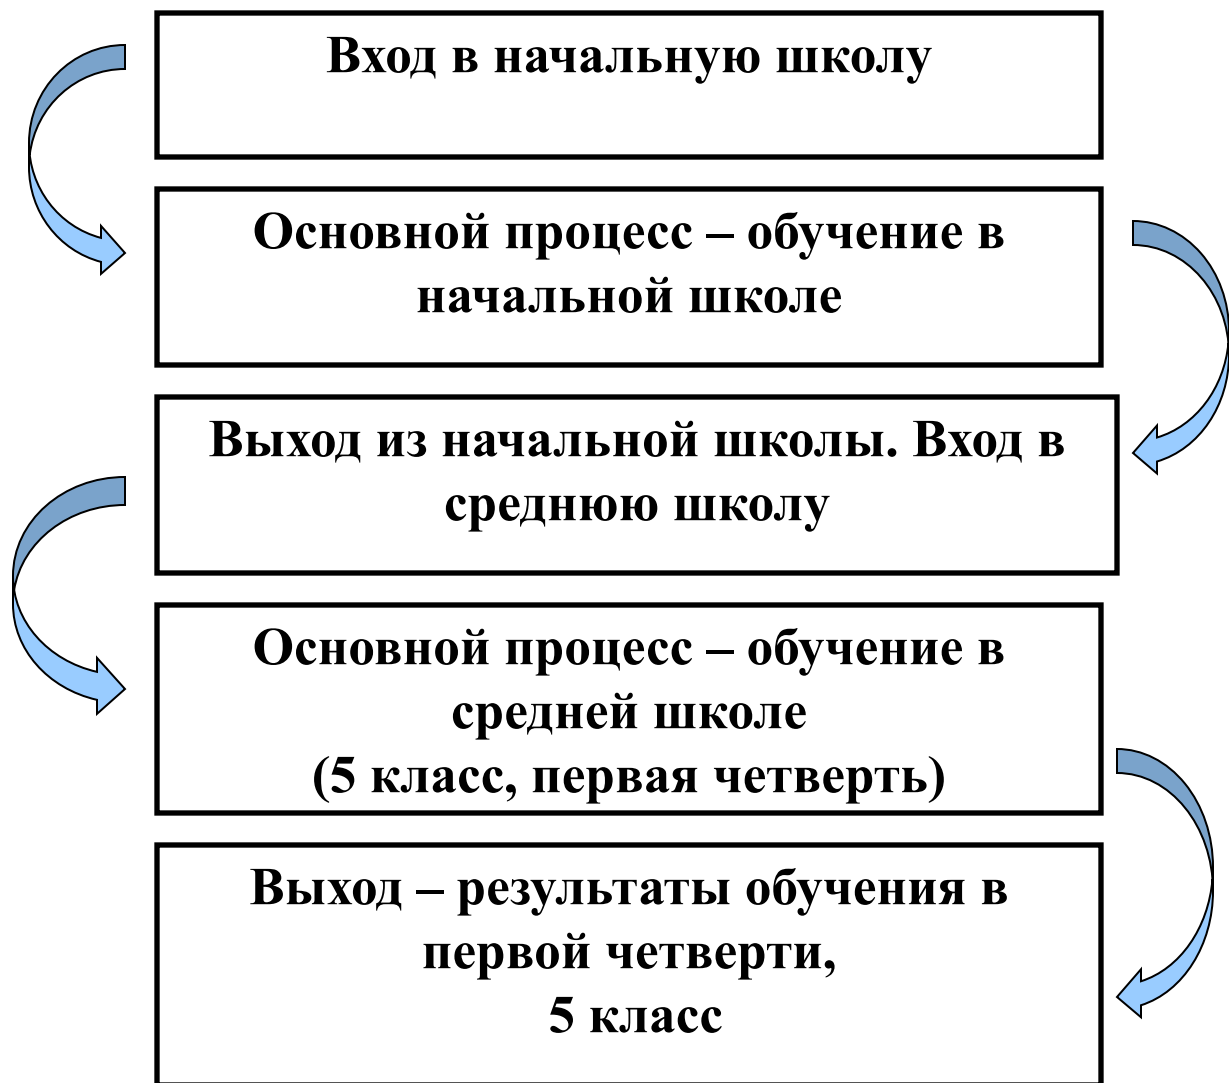 Вход в начальную школу
Основной процесс – обучение в
начальной школе
Выход из начальной школы. Вход в
среднюю школу
Основной процесс – обучение в
средней школе
(5 класс, первая четверть)
Выход – результаты обучения в
первой четверти,
5 класс